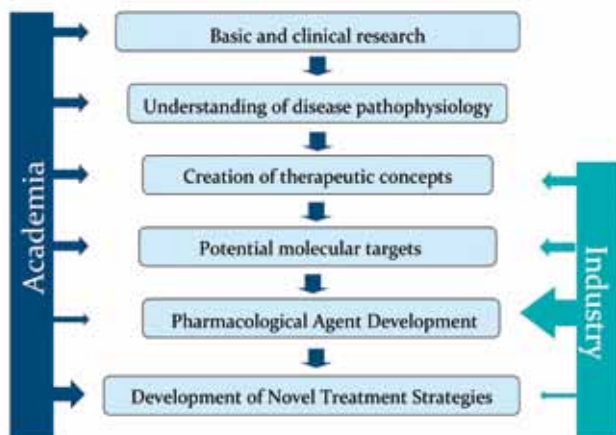 Academia
Basic and clinical research
Understanding of disease pathophysiology
Creation of therapeutic concepts
Potential molecular targets
Pharmacological Agent Development
Development of Novel Treatment Strategies
Industry